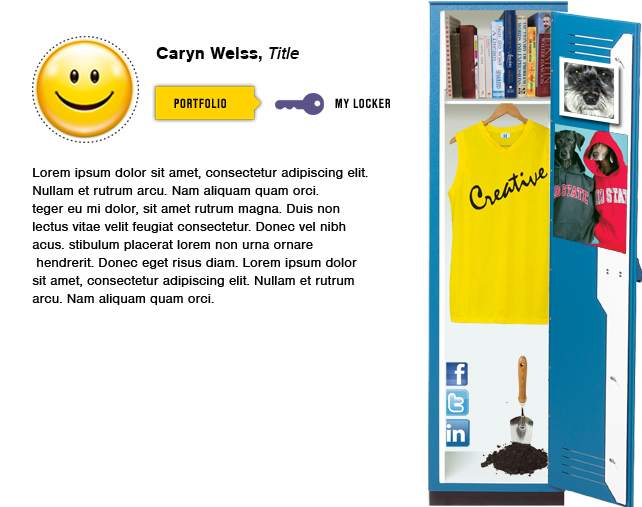 Caryn Welss, Title
PORTFOLIO
MY LOCKER
Lorem ipsum dolor sit amet, consectetur adipiscing elit.
Nullam et rutrum arcu. Nam aliquam quam orci.
teger eu mi dolor, sit amet rutrum magna. Duis non
lectus vitae velit feugiat consectetur. Donec vel nibh
acus. stibulum placerat lorem non urna ornare
hendrerit. Donec eget risus diam. Lorem ipsum dolor
sit amet, consectetur adipiscing elit. Nullam et rutrum
arcu. Nam aliquam quam orci.
Creative
STATE
STAT
f
t
in